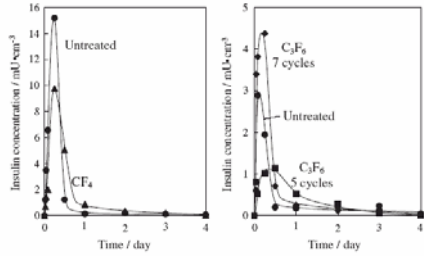 Insulin concentration / mU•cm⁻³
16
14
12
10
8
6
4
2
0
Untreated
CF₄
0
1
2
3
4
Time / day
Insulin concentration / mU•cm⁻³
5
4
3
2
1
0
C₃F₆
7 cycles
Untreated
C₃F₆
5 cycles
0
1
2
3
4
Time / day